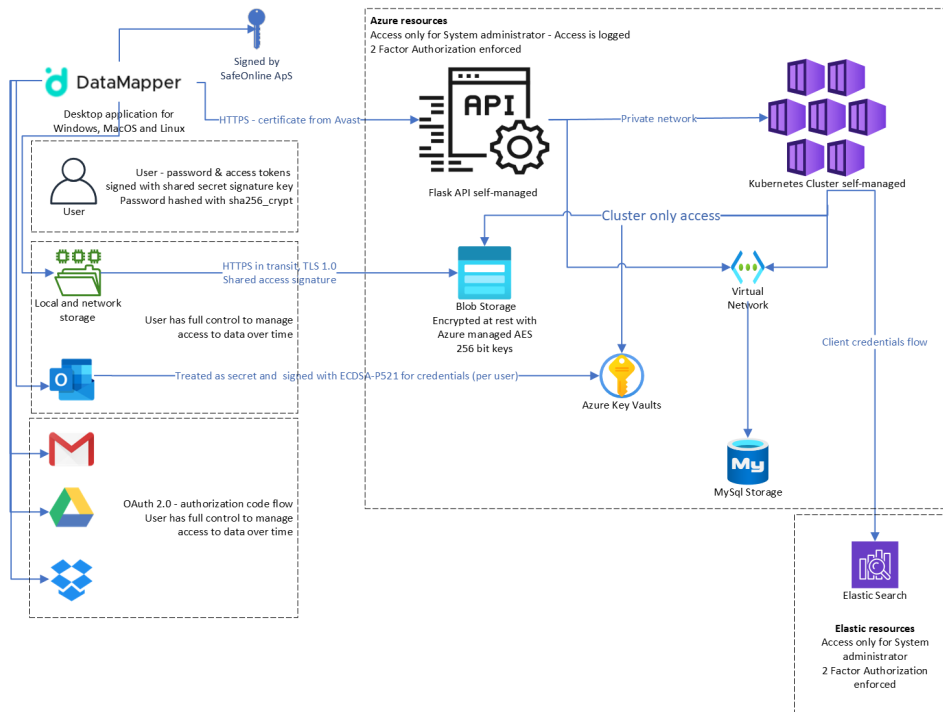 Signed by
SafeOnline ApS
DataMapper
Desktop application for
Windows, MacOS and Linux
User - password & access tokens
signed with shared secret signature key
Password hashed with sha256_crypt
User
HTTPS - certificate from Avast
Azure resources
Access only for System administrator - Access is logged
2 Factor Authorization enforced
API
Flask API self-managed
Private network
Kubernetes Cluster self-managed
Cluster only access
Local and network
storage
HTTPS in transit, TLS 1.0
Shared access signature
User has full control to manage
access to data over time
Blob Storage
Encrypted at rest with
Azure managed AES
256 bit keys
Virtual
Network
Client credentials flow
O
Treated as secret and signed with ECDSA-P521 for credentials (per user)
Azure Key Vaults
My
MySql Storage
OAuth 2.0 - authorization code flow
User has full control to manage
access to data over time
Elastic Search
Elastic resources
Access only for System
administrator
2 Factor Authorization
enforced